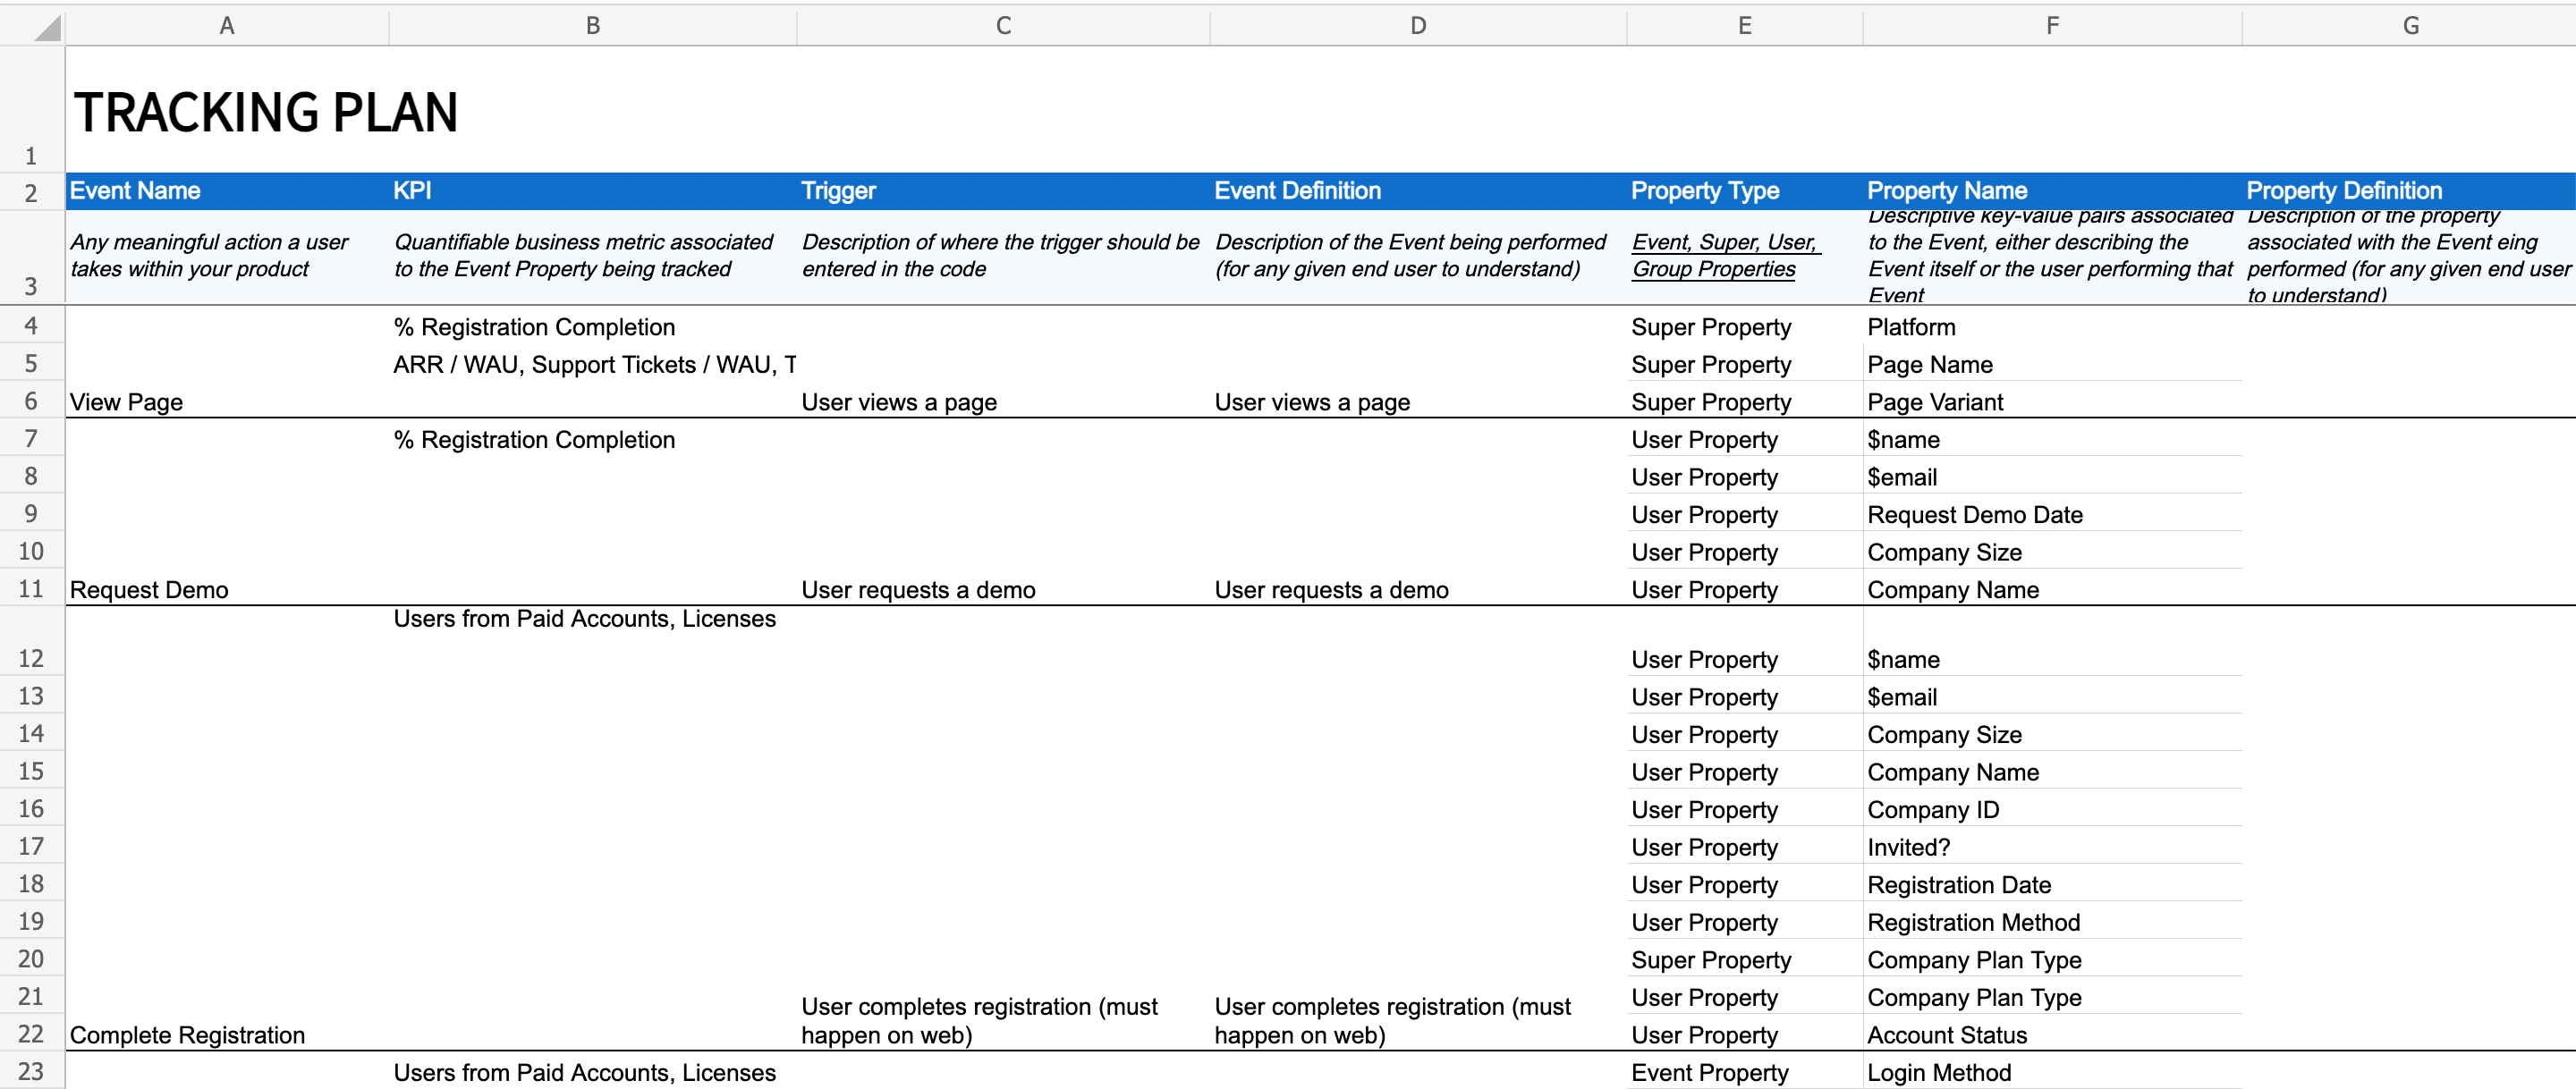 A B C D E F G
TRACKING PLAN
1
2 Event Name KPI Trigger Event Definition Property Type Property Name Property Definition
Descriptive key-value pairs associated Description of the property
Any meaningful action a user Quantifiable business metric associated Description of where the trigger should be Description of the Event being performed Event, Super, User, to the Event, either describing the associated with the Event eing
takes within your product to the Event Property being tracked entered in the code (for any given end user to understand) Group Properties Event itself or the user performing that performed (for any given end user
3 Event to understand)
4 % Registration Completion Super Property Platform
5 ARR / WAU, Support Tickets / WAU, T Super Property Page Name
6 View Page User views a page User views a page Super Property Page Variant
7 % Registration Completion User Property $name
8 User Property $email
9 User Property Request Demo Date
10 User Property Company Size
11 Request Demo User requests a demo User requests a demo User Property Company Name
Users from Paid Accounts, Licenses
12 User Property $name
13 User Property $email
14 User Property Company Size
15 User Property Company Name
16 User Property Company ID
17 User Property Invited?
18 User Property Registration Date
19 User Property Registration Method
20 Super Property Company Plan Type
21 User completes registration (must User completes registration (must User Property Company Plan Type
22 Complete Registration happen on web) happen on web) User Property Account Status
23 Users from Paid Accounts, Licenses Event Property Login Method